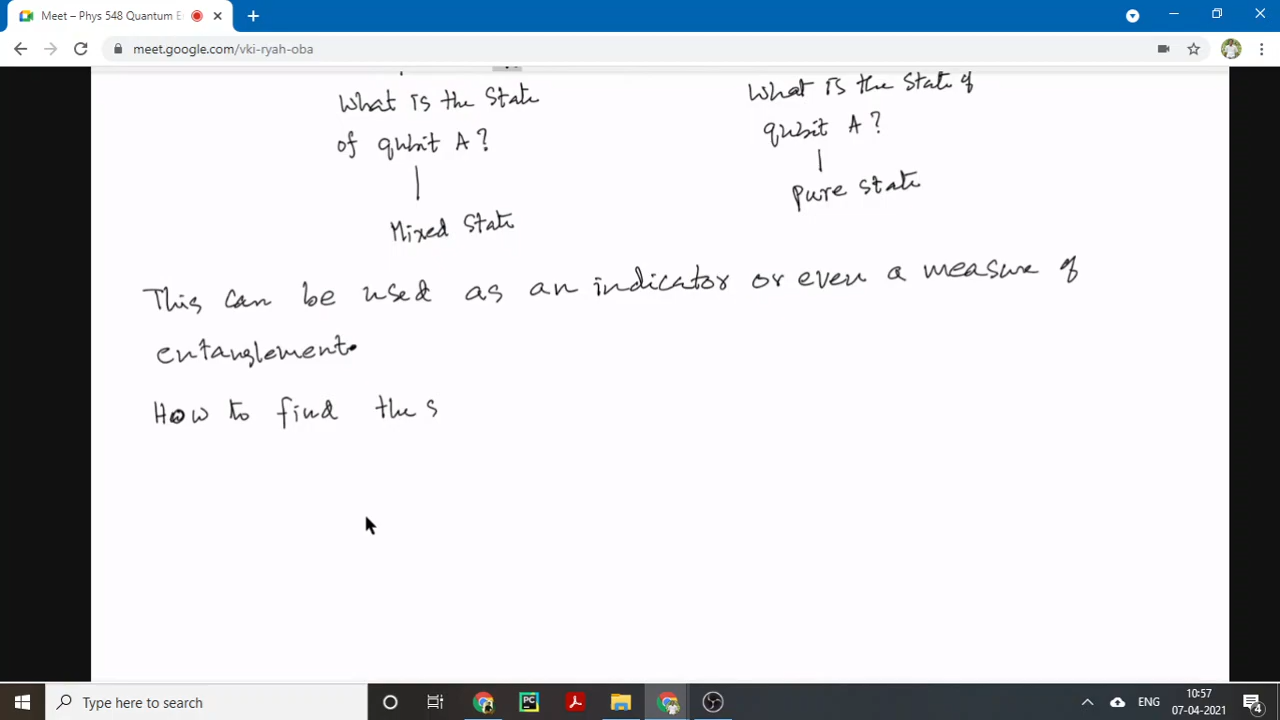 Meet – Phys 548 Quantum E
meet.google.com/vki-ryah-oba
What is the State
of qubit A?
Mixed State
What is the State of
qubit A?
Pure State
This can be used as an indicator or even a measure of
entanglement.
How to find the s
Type here to search
ENG
10:57
07-04-2021
4